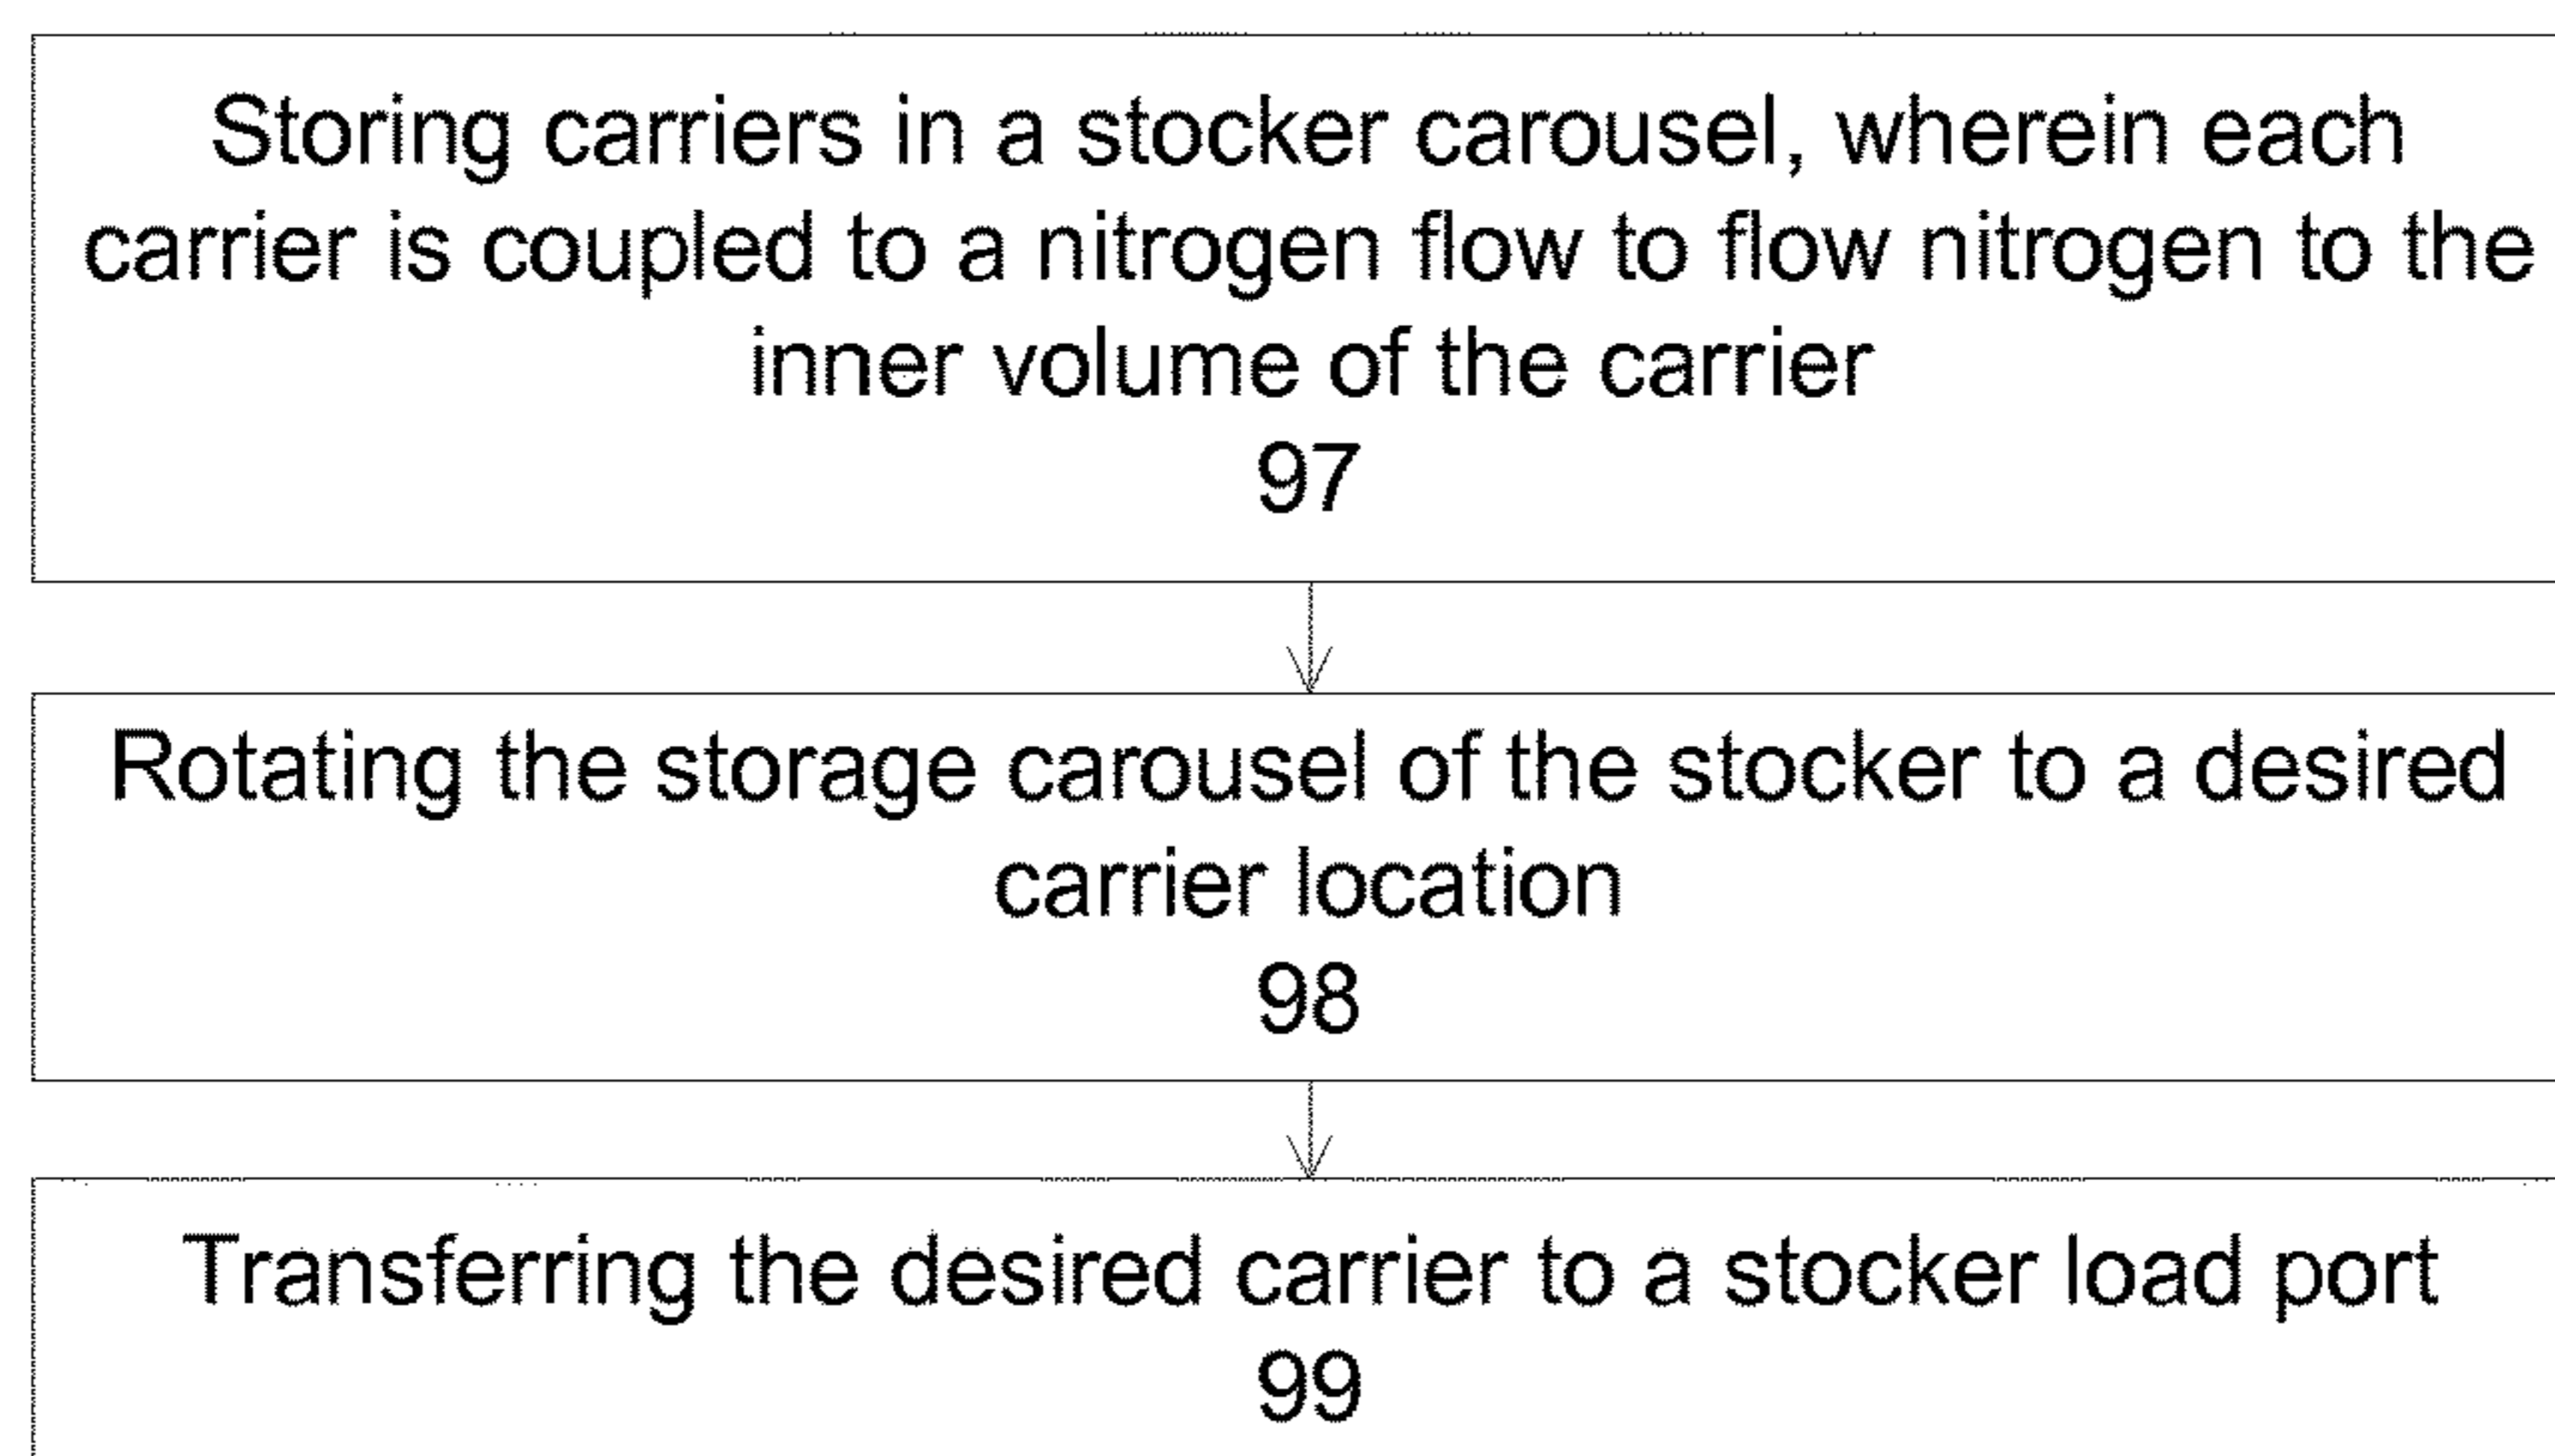 Storing carriers in a stocker carousel, wherein each
carrier is coupled to a nitrogen flow to flow nitrogen to the
inner volume of the carrier
97
Rotating the storage carousel of the stocker to a desired
carrier location
98
Transferring the desired carrier to a stocker load port
99